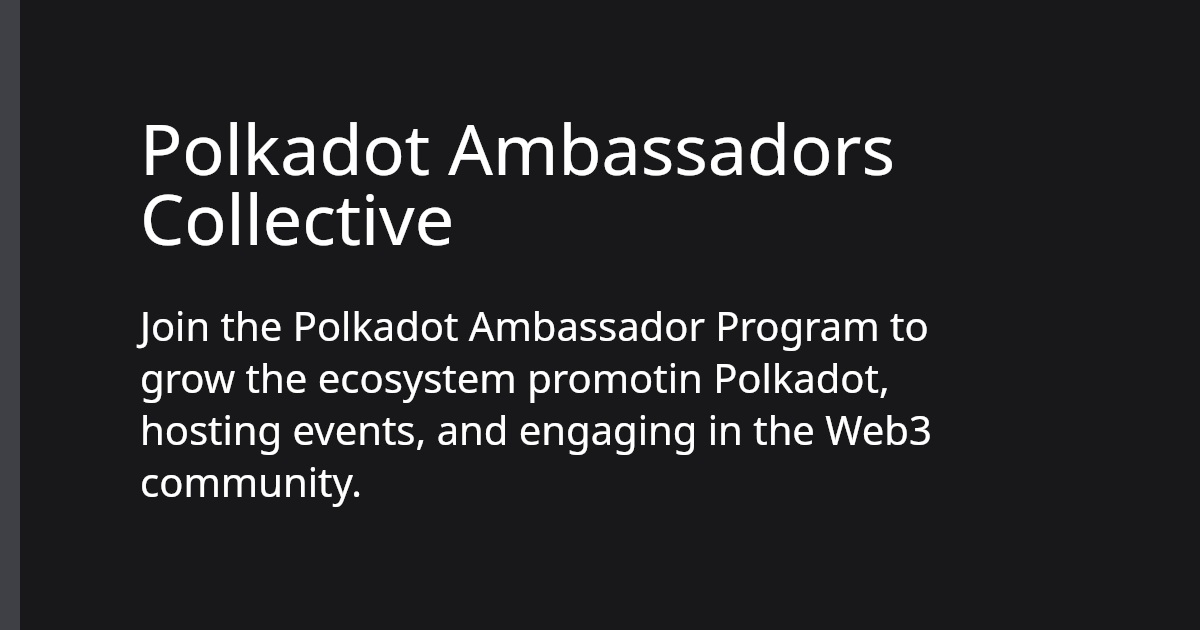 Polkadot Ambassadors
Collective
Join the Polkadot Ambassador Program to
grow the ecosystem promotin Polkadot,
hosting events, and engaging in the Web3
community.